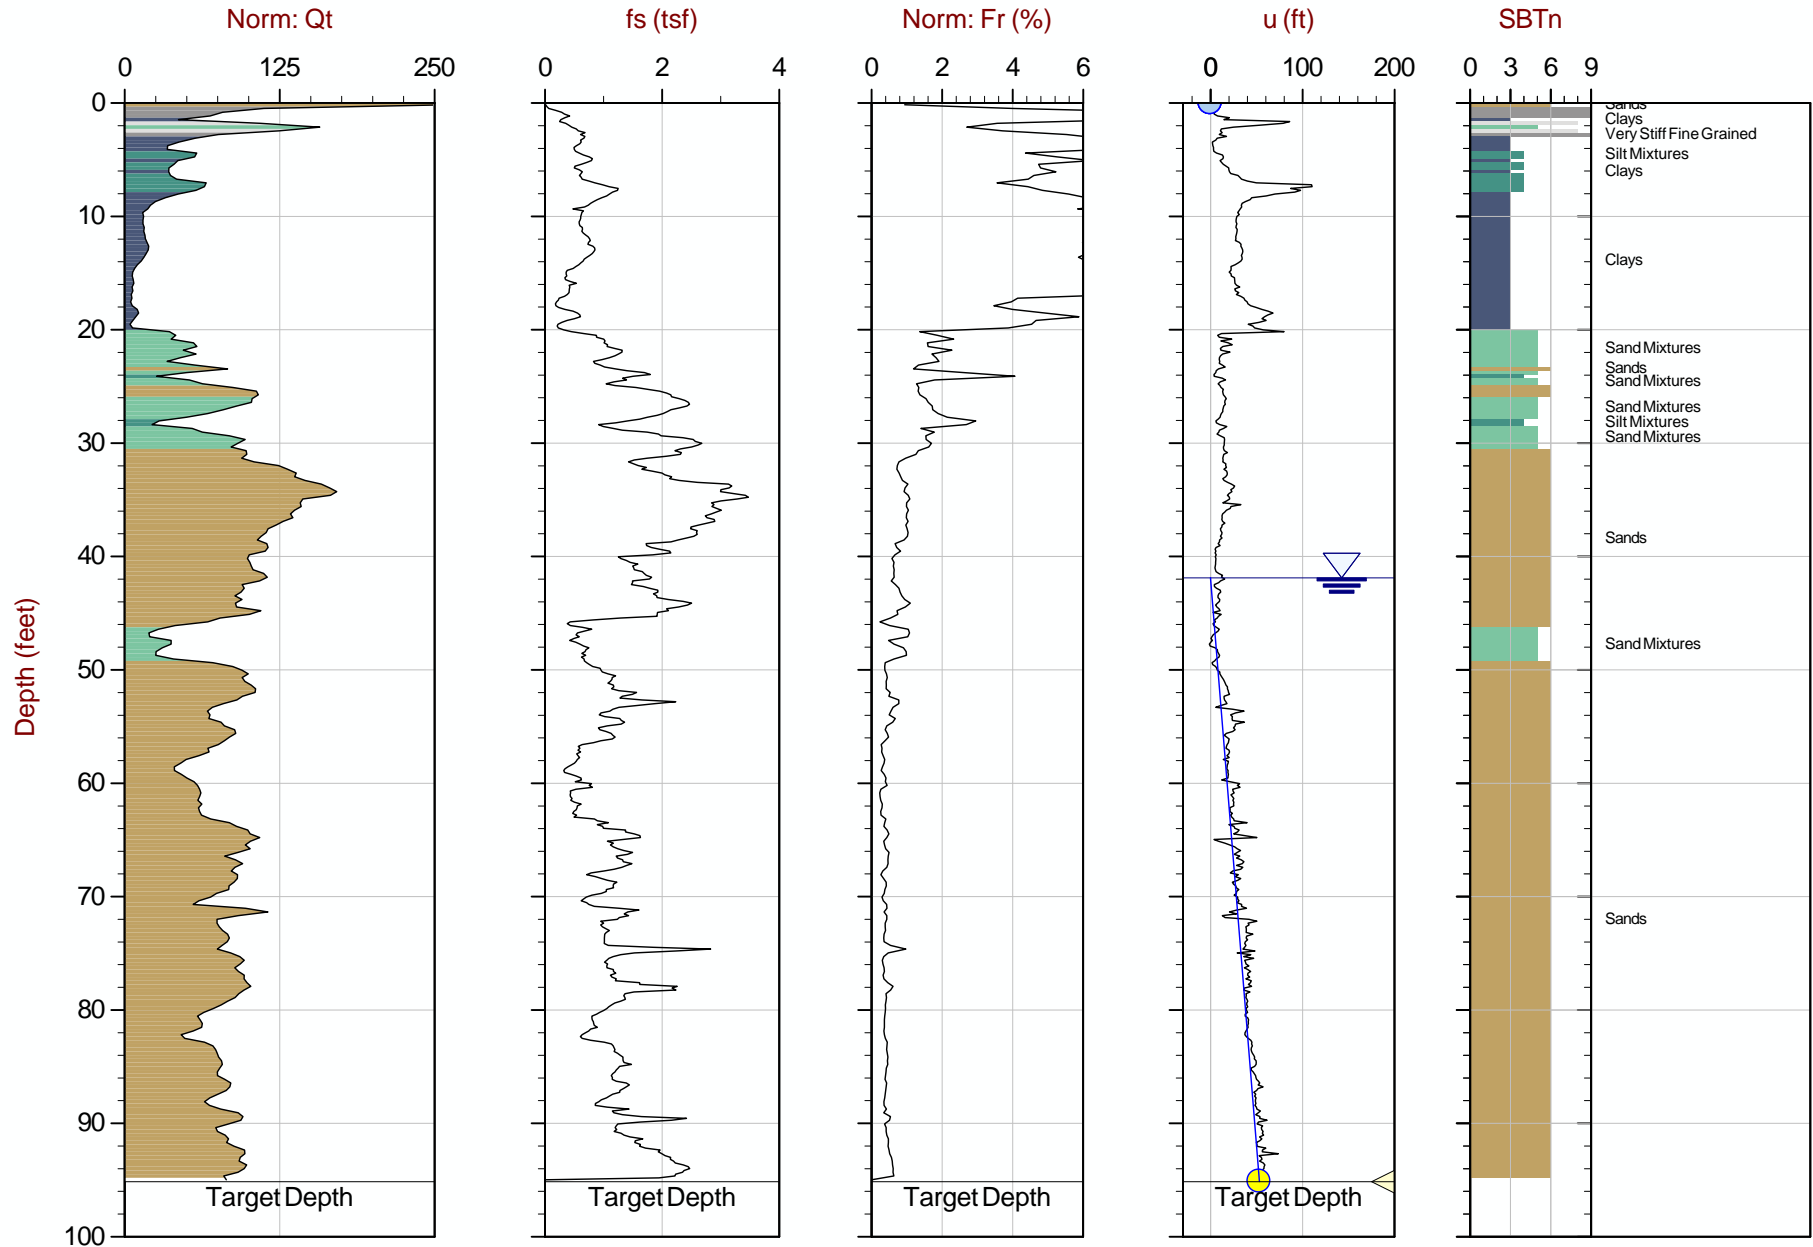 Norm: Qt
fs (tsf)
Norm: Fr (%)
u (ft)
SBTn
0 125 250
0 2 4
0 2 4 6
0 100 200
0 3 6 9
Depth (feet)
0
10
20
30
40
50
60
70
80
90
100
Sands
Clays
Very Stiff Fine Grained
Silt Mixtures
Clays
Clays
Sand Mixtures
Sands
Sand Mixtures
Sand Mixtures
Silt Mixtures
Sand Mixtures
Sands
Sand Mixtures
Sands
Target Depth
Target Depth
Target Depth
Target Depth